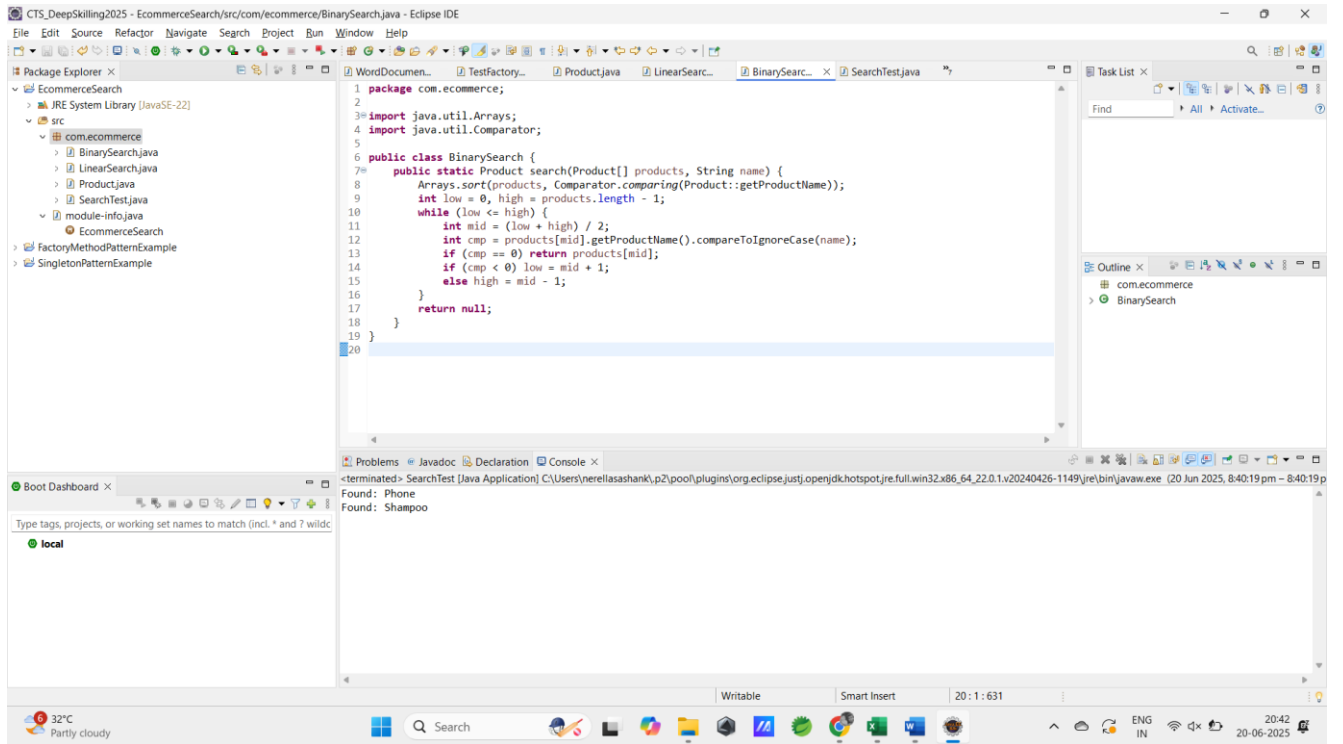 CTS_DeepSkilling2025 - EcommerceSearch/src/com/ecommerce/BinarySearch.java - Eclipse IDE
File Edit Source Refactor Navigate Search Project Run Window Help
Package Explorer
EcommerceSearch
JRE System Library [JavaSE-22]
src
com.ecommerce
BinarySearch.java
LinearSearch.java
Product.java
SearchTest.java
module-info.java
EcommerceSearch
FactoryMethodPatternExample
SingletonPatternExample
WordDocumen... TestFactory... Product.java LinearSearc... BinarySearc... SearchTest.java »7
1 package com.ecommerce;
2
3 import java.util.Arrays;
4 import java.util.Comparator;
5
6 public class BinarySearch {
7 public static Product search(Product[] products, String name) {
8 Arrays.sort(products, Comparator.comparing(Product::getProductName));
9 int low = 0, high = products.length - 1;
10 while (low <= high) {
11 int mid = (low + high) / 2;
12 int cmp = products[mid].getProductName().compareToIgnoreCase(name);
13 if (cmp == 0) return products[mid];
14 if (cmp < 0) low = mid + 1;
15 else high = mid - 1;
16 }
17 return null;
18 }
19 }
20
Task List
Find All Activate...
Outline
com.ecommerce
BinarySearch
Boot Dashboard
Type tags, projects, or working set names to match (incl. * and ? wildc
local
Problems Javadoc Declaration Console
<terminated> SearchTest [Java Application] C:\Users\nerellasashank\.p2\pool\plugins\org.eclipse.justj.openjdk.hotspot.jre.full.win32.x86_64_22.0.1.v20240426-1149\jre\bin\javaw.exe (20 Jun 2025, 8:40:19 pm – 8:40:19 p
Found: Phone
Found: Shampoo
Writable Smart Insert 20 : 1 : 631
6
32°C
Partly cloudy
Search
ENG
IN
20:42
20-06-2025